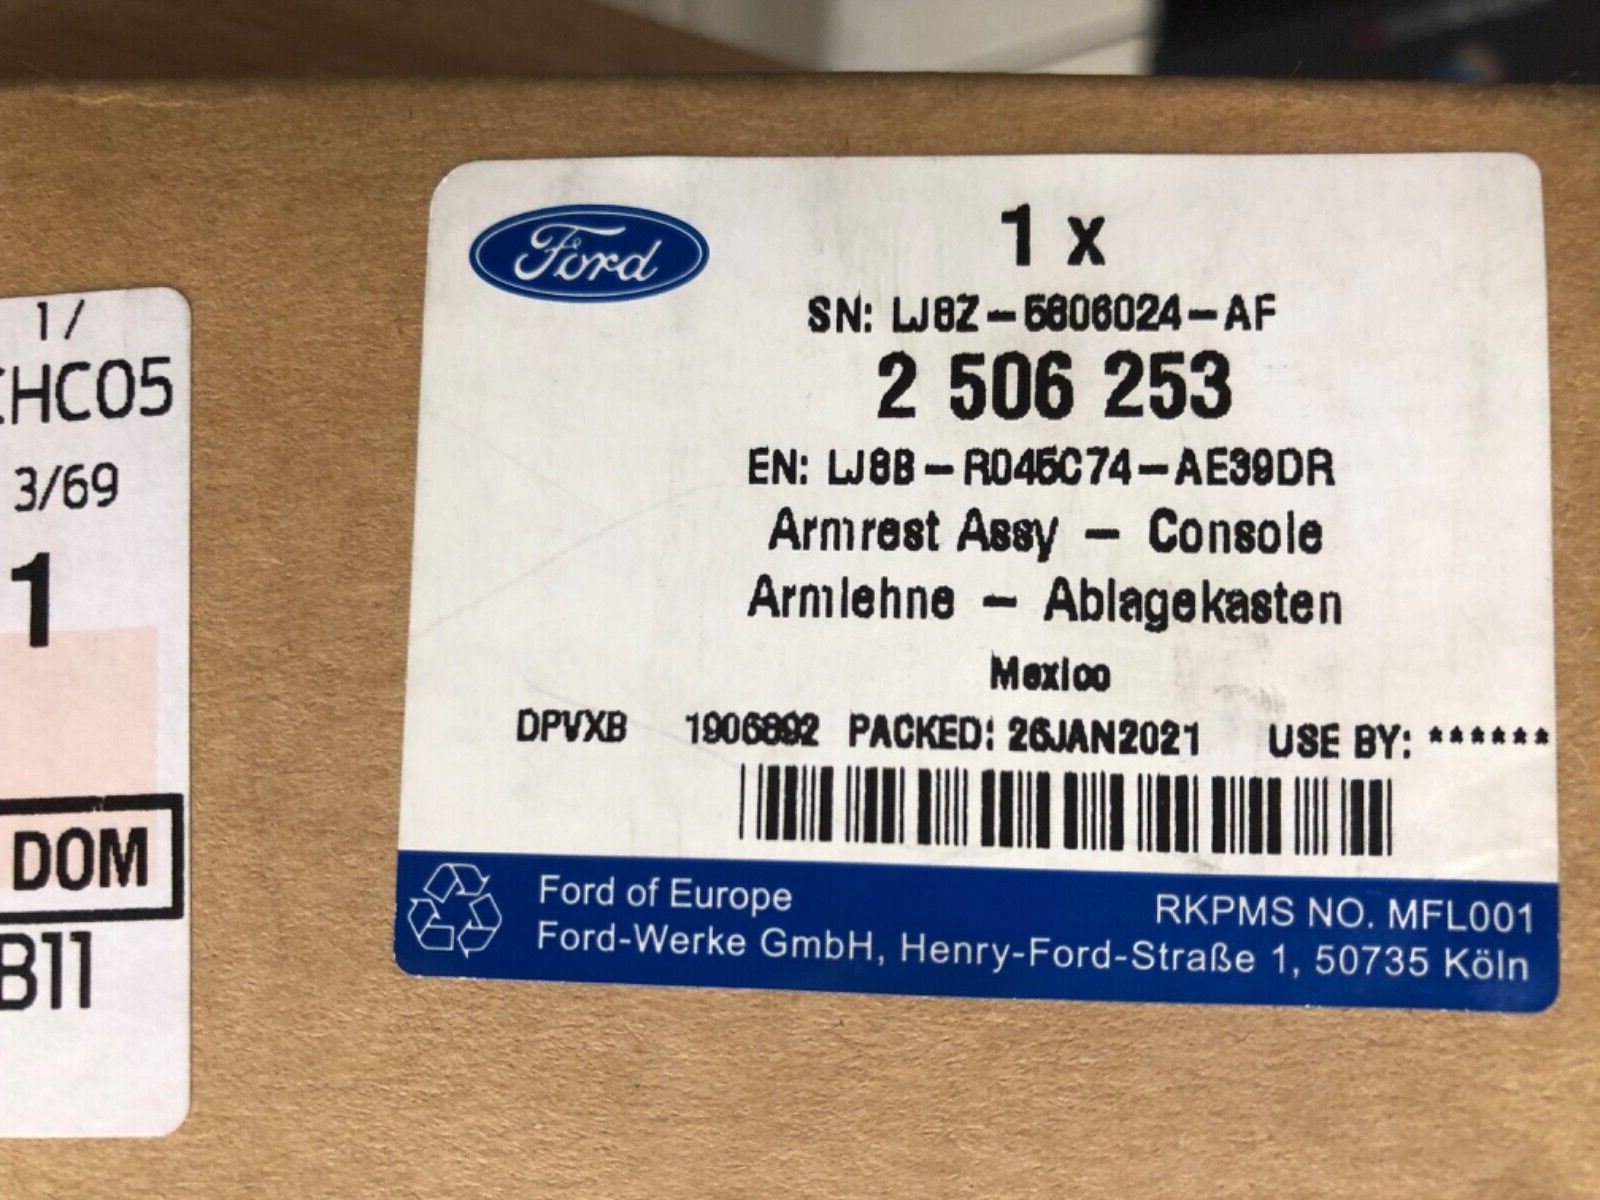 1/
CHC05
3/69
1
DOM
B11
Ford
1 x
SN: LJ8Z-5806024-AF
2 506 253
EN: LJ8B-R045C74-AE39DR
Armrest Assy - Console
Armlehne - Ablagekasten
Mexico
DPVXB 1906892 PACKED: 26JAN2021 USE BY: ******
Ford of Europe
RKPMS NO. MFL001
Ford-Werke GmbH, Henry-Ford-Straße 1, 50735 Köln